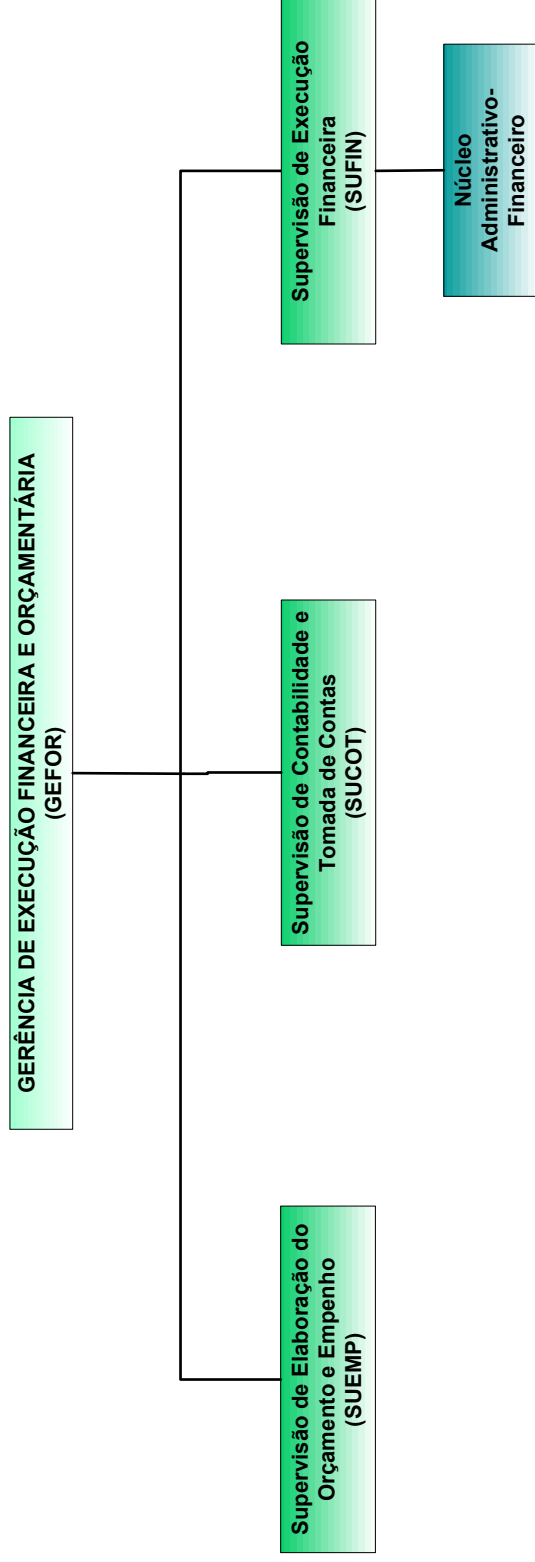 GERÊNCIA DE EXECUÇÃO FINANCEIRA E ORÇAMENTÁRIA
(GEFOR)
Supervisão de Elaboração do
Orçamento e Empenho
(SUEMP)
Supervisão de Contabilidade e
Tomada de Contas
(SUCOT)
Supervisão de Execução
Financeira
(SUFIN)
Núcleo
Administrativo-
Financeiro